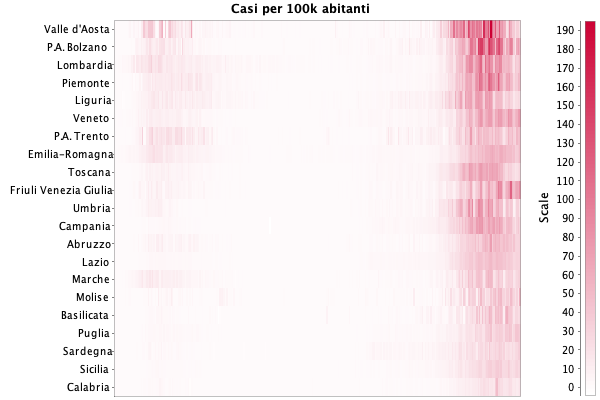 Casi per 100k abitanti
Valle d'Aosta
P.A. Bolzano
Lombardia
Piemonte
Liguria
Veneto
P.A. Trento
Emilia-Romagna
Toscana
Friuli Venezia Giulia
Umbria
Campania
Abruzzo
Lazio
Marche
Molise
Basilicata
Puglia
Sardegna
Sicilia
Calabria
Scale
190
180
170
160
150
140
130
120
110
100
90
80
70
60
50
40
30
20
10
0